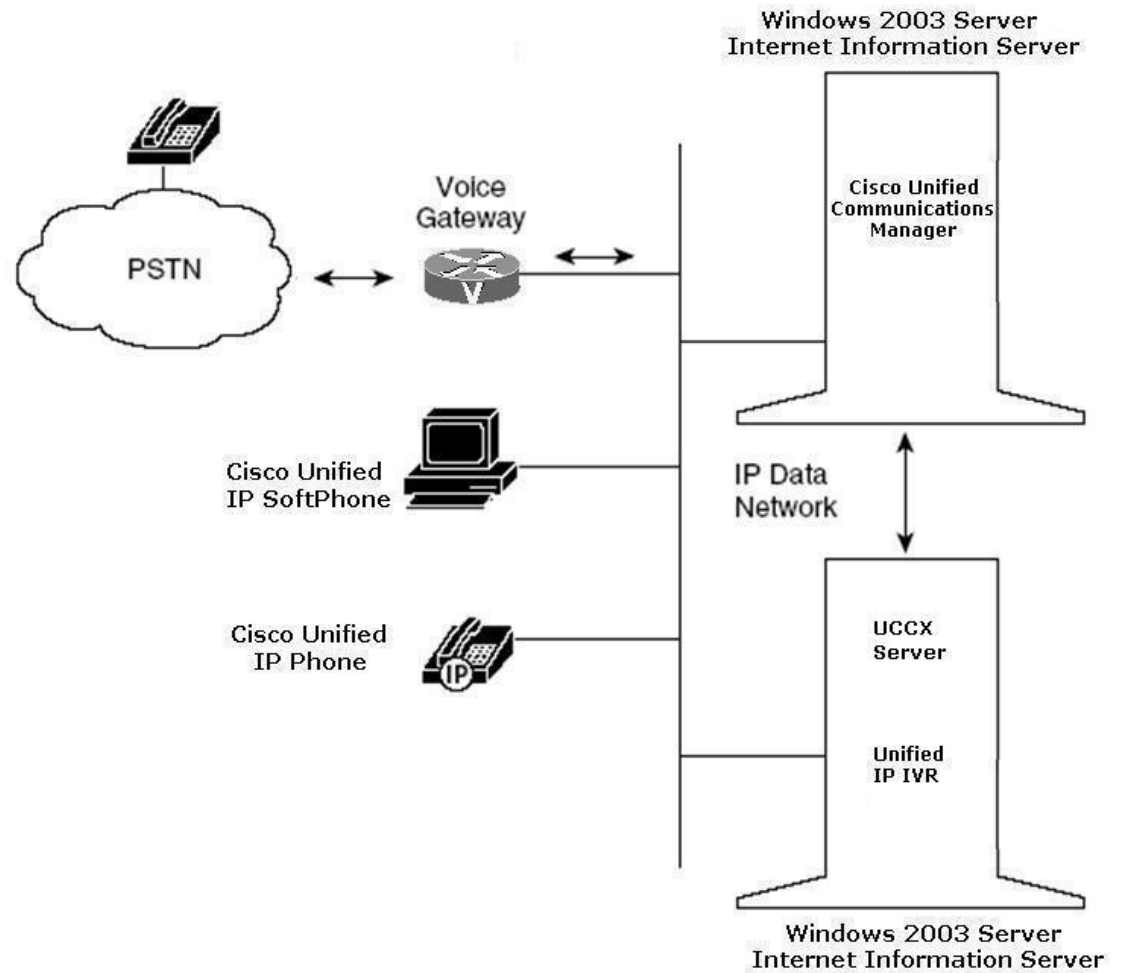 Windows 2003 Server
Internet Information Server
Cisco Unified
Communications
Manager
Voice
Gateway
V
PSTN
Cisco Unified
IP SoftPhone
IP Data
Network
Cisco Unified
IP Phone
IP
UCCX
Server
Unified
IP IVR
Windows 2003 Server
Internet Information Server